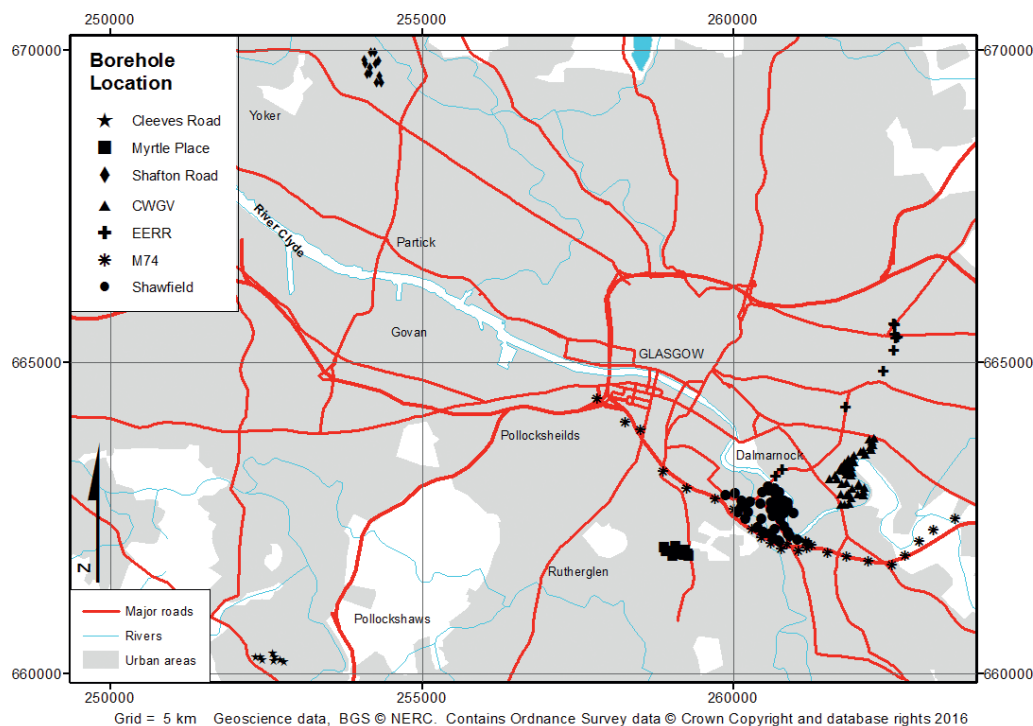 250000 255000 260000
670000 670000
Borehole
Location
Cleeves Road
Myrtle Place
Shafton Road
CWGV
EERR
M74
Shawfield
Yoker
River Clyde
Partick
Govan
GLASGOW
665000 665000
Pollocksheilds
Dalmarnock
Rutherglen
Pollockshaws
N
Major roads
Rivers
Urban areas
660000 660000
250000 255000 260000
Grid = 5 km Geoscience data, BGS © NERC. Contains Ordnance Survey data © Crown Copyright and database rights 2016